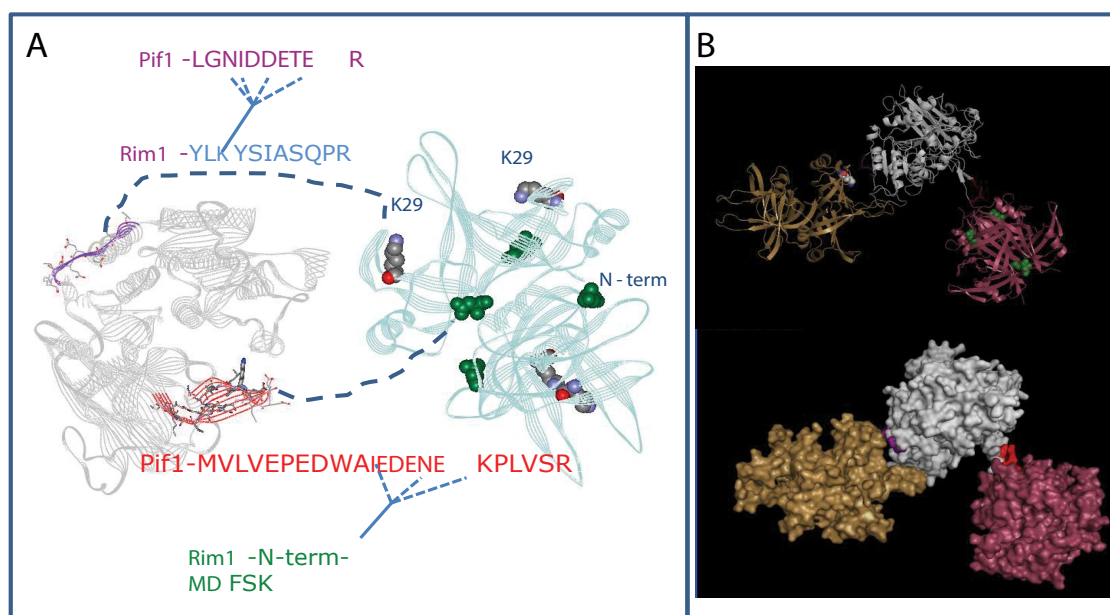 A
Pif1 -LGNIDDETE R
Rim1 -YLK YSIASQPR
K29
K29
N - term
Pif1-MVLVEPEDWAIEDENE KPLVSR
Rim1 -N-term-
MD FSK
B